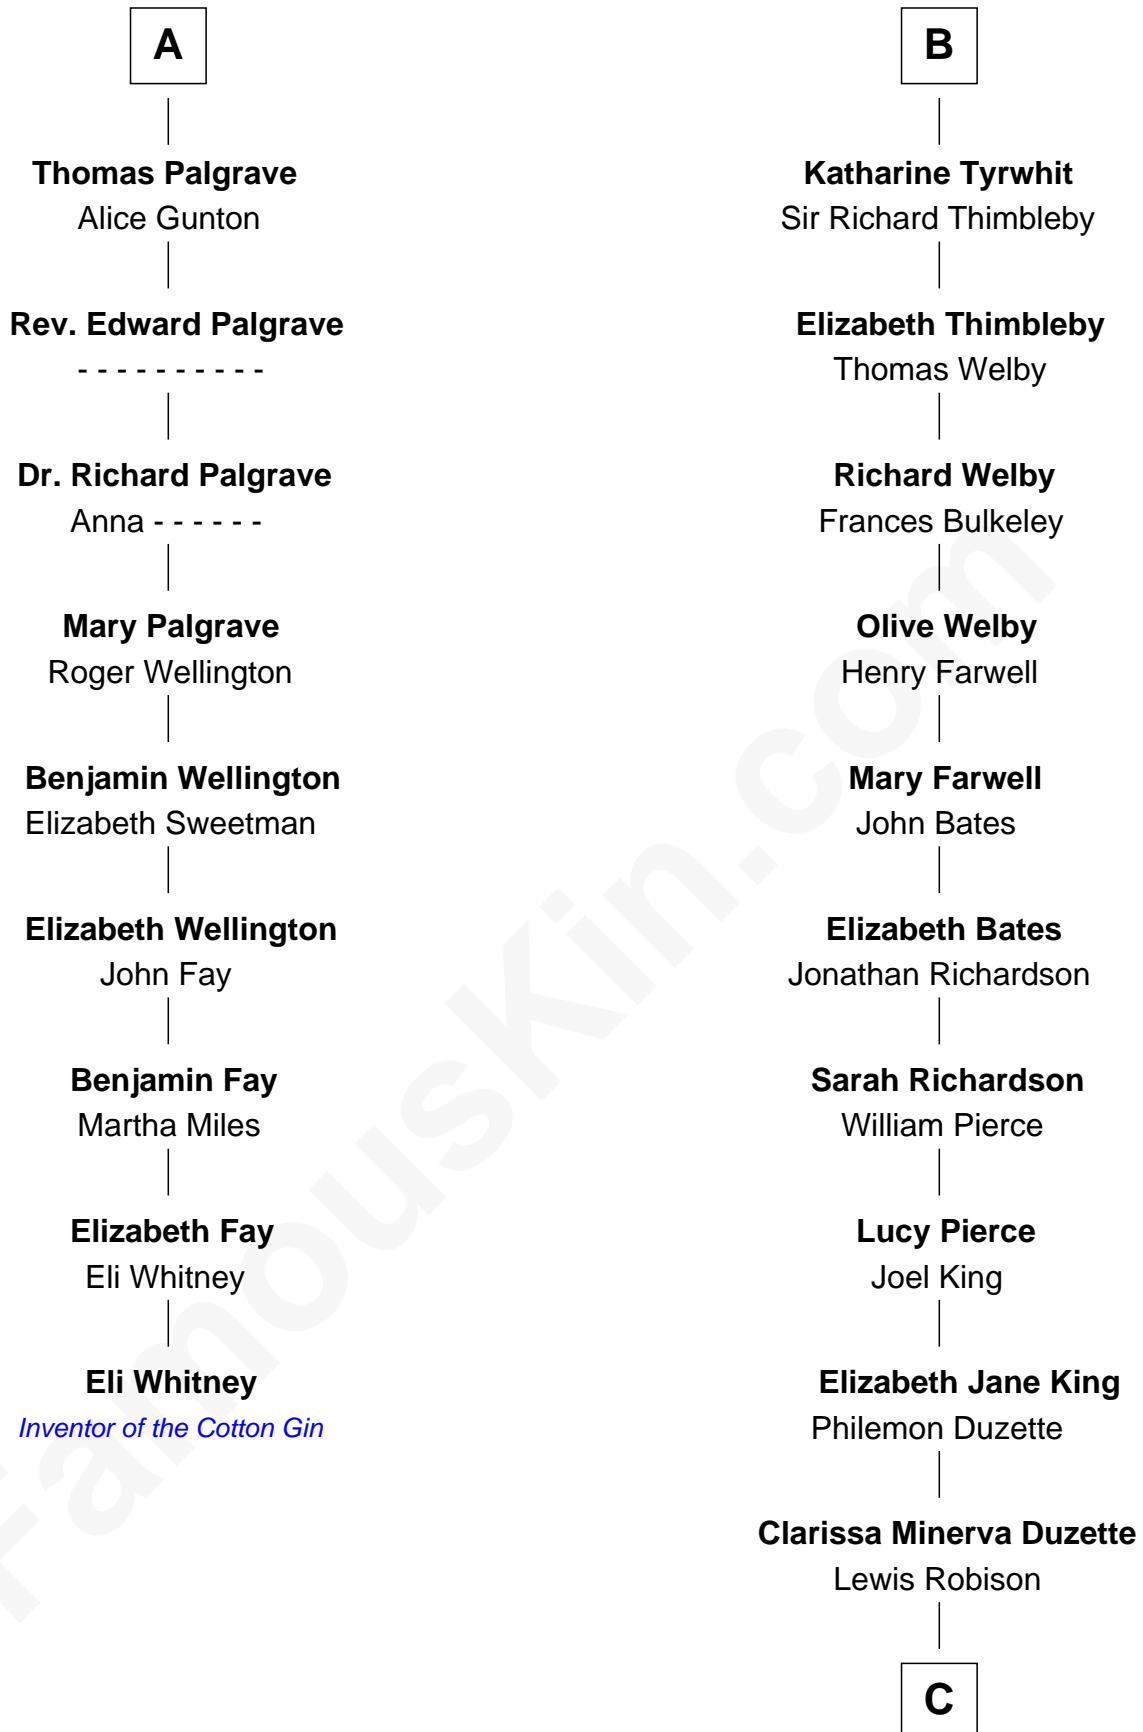 A
Thomas Palgrave
Alice Gunton
Rev. Edward Palgrave
- - - - - - - - - -
Dr. Richard Palgrave
Anna - - - - - -
Mary Palgrave
Roger Wellington
Benjamin Wellington
Elizabeth Sweetman
Elizabeth Wellington
John Fay
Benjamin Fay
Martha Miles
Elizabeth Fay
Eli Whitney
Eli Whitney
Inventor of the Cotton Gin
B
Katharine Tyrwhit
Sir Richard Thimbleby
Elizabeth Thimbleby
Thomas Welby
Richard Welby
Frances Bulkeley
Olive Welby
Henry Farwell
Mary Farwell
John Bates
Elizabeth Bates
Jonathan Richardson
Sarah Richardson
William Pierce
Lucy Pierce
Joel King
Elizabeth Jane King
Philemon Duzette
Clarissa Minerva Duzette
Lewis Robison
C
FamousKin.com